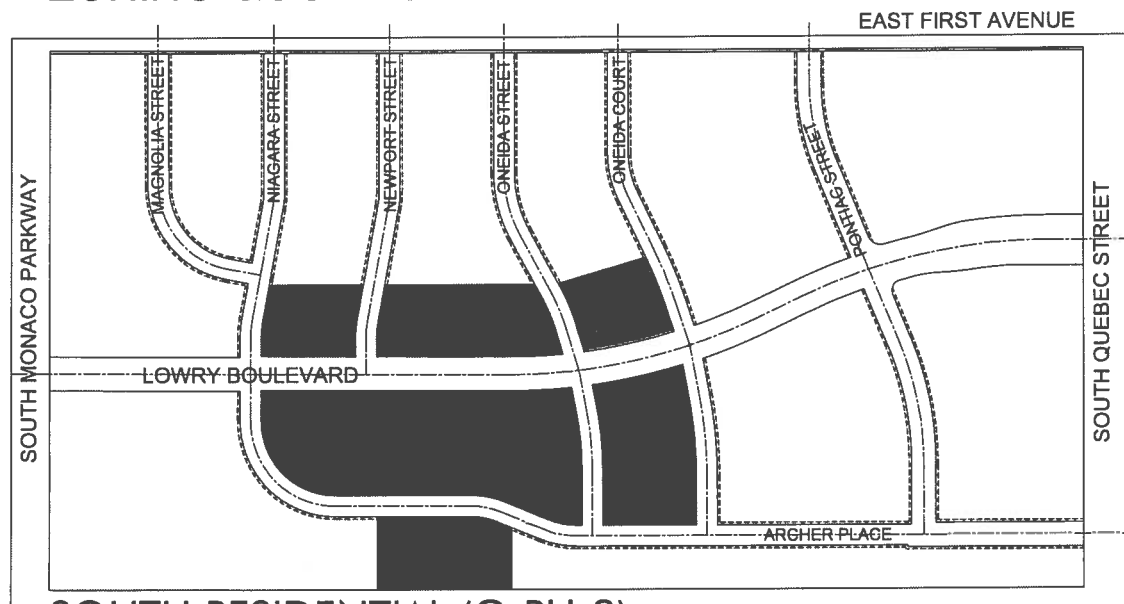 EAST FIRST AVENUE
MAGNOLIA STREET
NIAGARA STREET
NEWPORT STREET
ONEIDA STREET
ONEIDA COURT
PONTIAC STREET
SOUTH MONACO PARKWAY
SOUTH QUEBEC STREET
LOWRY BOULEVARD
ARCHER PLACE